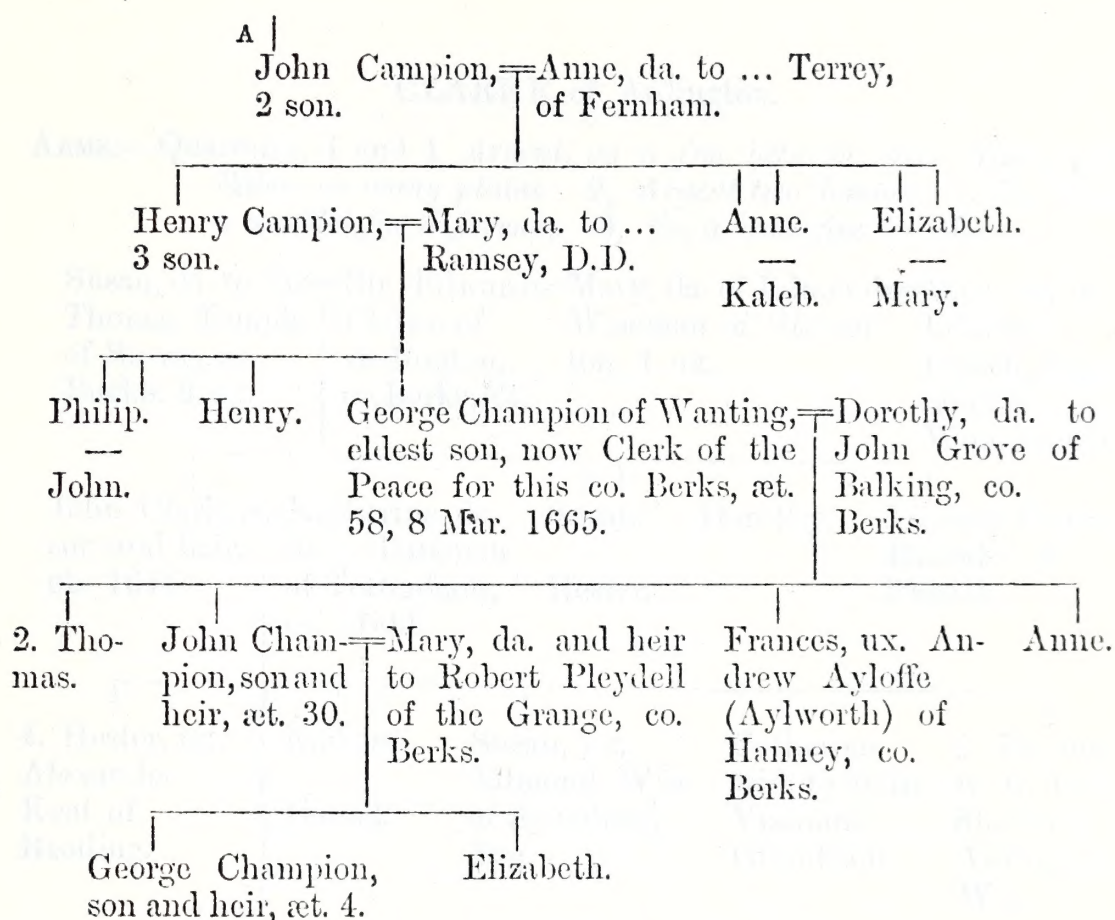 A
John Campion,=Anne, da. to ... Terrey,
2 son. of Fernham.
Henry Campion,=Mary, da. to ... Anne. Elizabeth.
3 son. Ramsey, D.D. — —
Kaleb. Mary.
Philip. Henry. George Champion of Wanting,=Dorothy, da. to
— eldest son, now Clerk of the John Grove of
John. Peace for this co. Berks, æt. Balking, co.
58, 8 Mar. 1665. Berks.
2. Tho- John Cham-=Mary, da. and heir Frances, ux. An- Anne.
mas. pion, son and to Robert Pleydell drew Ayloffe
heir, æt. 30. of the Grange, co. (Aylworth) of
Berks. Hanney, co.
Berks.
George Champion, Elizabeth.
son and heir, æt. 4.